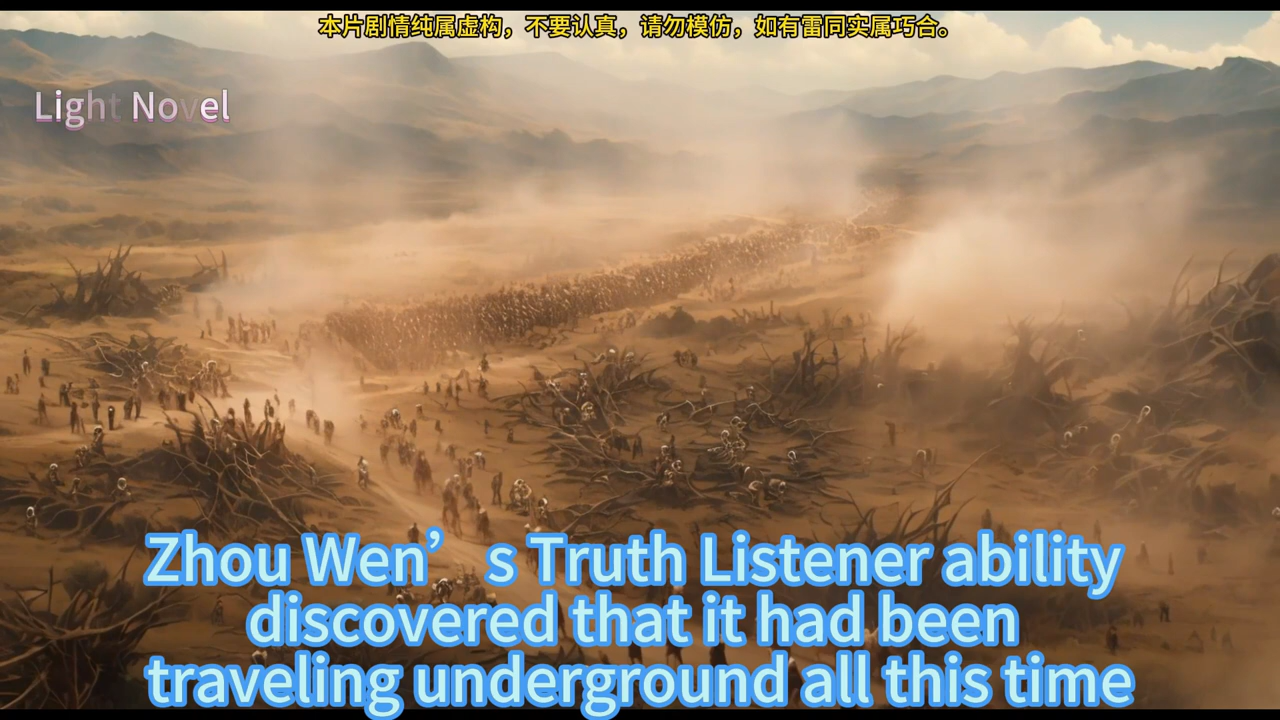 本片剧情纯属虚构，不要认真，请勿模仿，如有雷同实属巧合。
Light Novel
Zhou Wen’s Truth Listener ability
discovered that it had been
traveling underground all this time